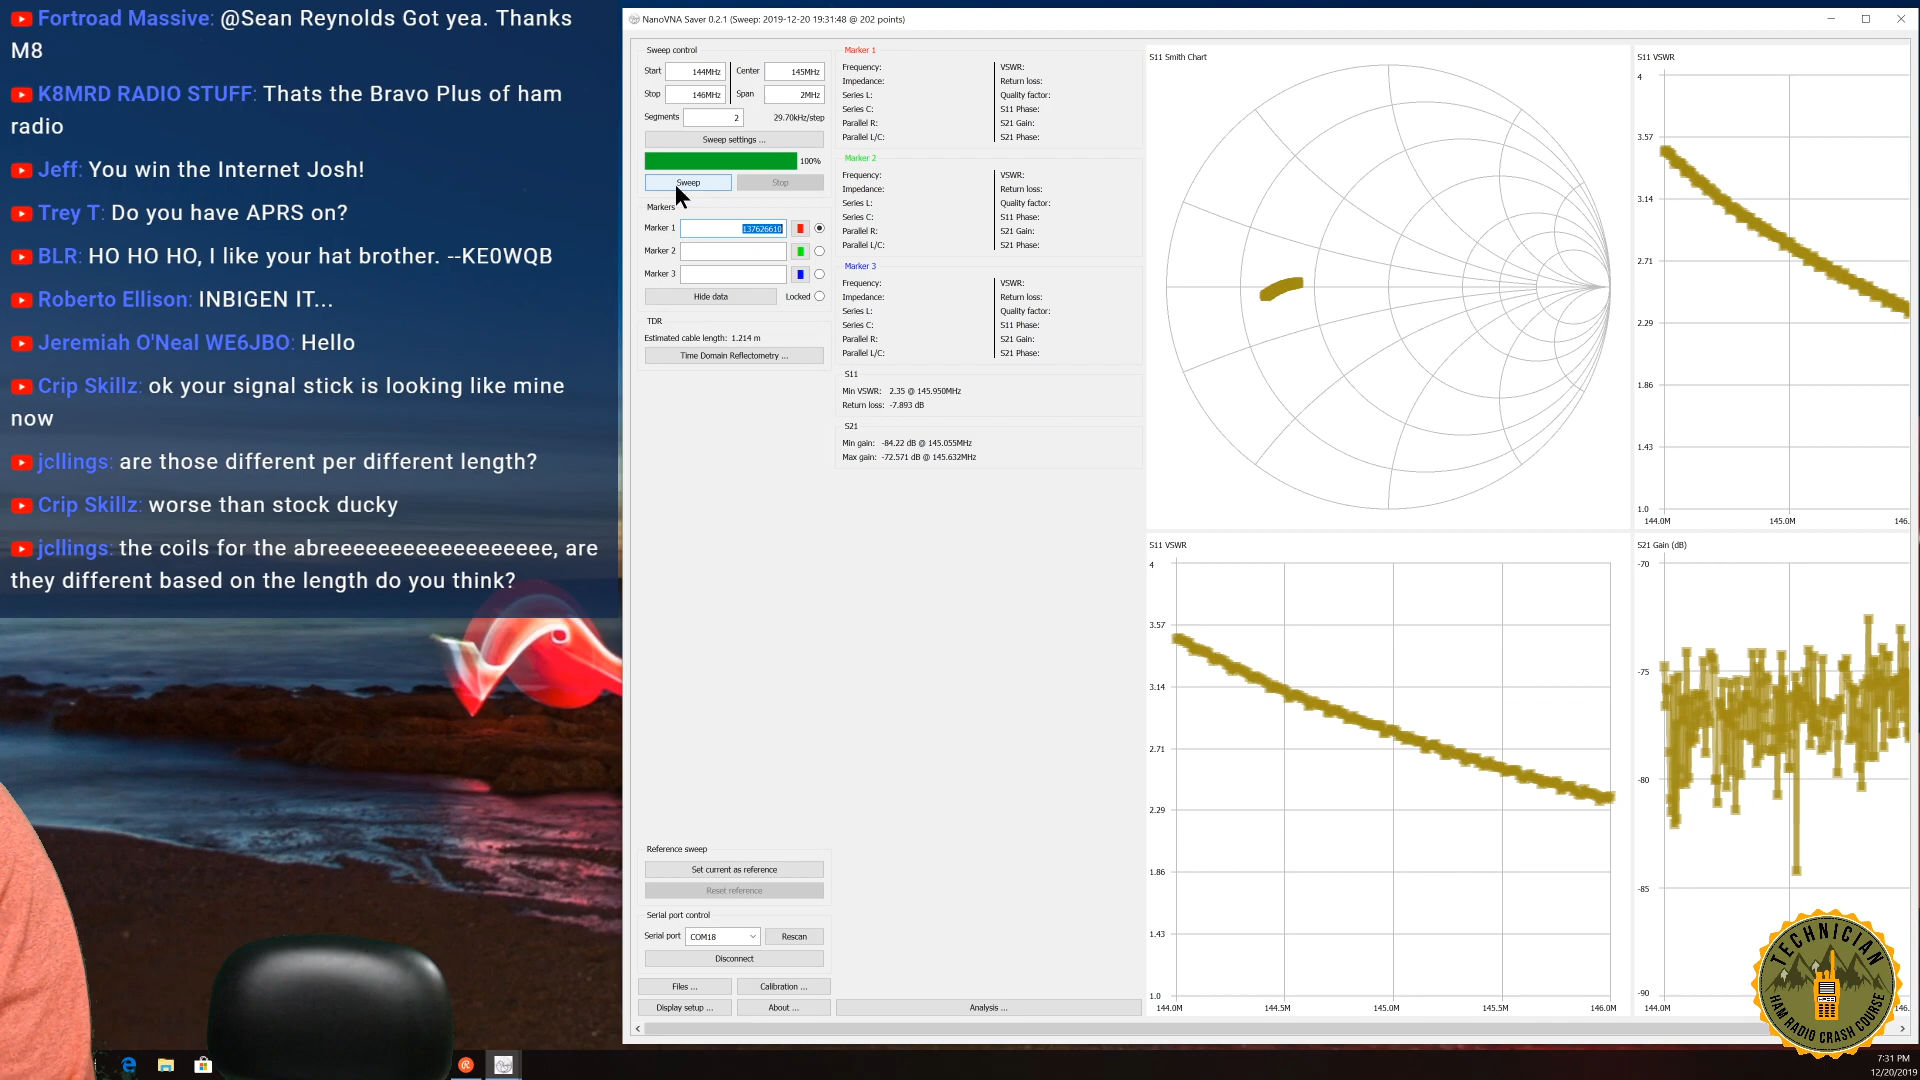 Fortroad Massive: @Sean Reynolds Got yea. Thanks
M8
K8MRD RADIO STUFF: Thats the Bravo Plus of ham
radio
Jeff: You win the Internet Josh!
Trey T: Do you have APRS on?
BLR: HO HO HO, I like your hat brother. --KE0WQB
Roberto Ellison: INBIGEN IT...
Jeremiah O'Neal WE6JBO: Hello
Crip Skillz: ok your signal stick is looking like mine
now
jcllings: are those different per different length?
Crip Skillz: worse than stock ducky
jcllings: the coils for the abreeeeeeeeeeeeeeeeee, are
they different based on the length do you think?
NanoVNA Saver 0.2.1 (Sweep: 2019-12-20 19:31:48 @ 202 points)
Sweep control
Start 144MHz Center 145MHz
Stop 146MHz Span 2MHz
Segments 2 29.70kHz/step
Sweep settings ...
100%
Sweep Stop
Markers
Marker 1 137626610
Marker 2
Marker 3
Hide data Locked
TDR
Estimated cable length: 1.214 m
Time Domain Reflectometry ...
Reference sweep
Set current as reference
Reset reference
Serial port control
Serial port COM18 Rescan
Disconnect
Files ... Calibration ...
Display setup ... About ...
Marker 1
Frequency: VSWR:
Impedance: Return loss:
Series L: Quality factor:
Series C: S11 Phase:
Parallel R: S21 Gain:
Parallel L/C: S21 Phase:
Marker 2
Frequency: VSWR:
Impedance: Return loss:
Series L: Quality factor:
Series C: S11 Phase:
Parallel R: S21 Gain:
Parallel L/C: S21 Phase:
Marker 3
Frequency: VSWR:
Impedance: Return loss:
Series L: Quality factor:
Series C: S11 Phase:
Parallel R: S21 Gain:
Parallel L/C: S21 Phase:
S11
Min VSWR: 2.35 @ 145.950MHz
Return loss: -7.893 dB
S21
Min gain: -84.22 dB @ 145.055MHz
Max gain: -72.571 dB @ 145.632MHz
Analysis ...
S11 Smith Chart
S11 VSWR
4
3.57
3.14
2.71
2.29
1.86
1.43
1.0
144.0M 145.0M 146.
S11 VSWR
4
3.57
3.14
2.71
2.29
1.86
1.43
1.0
144.0M 144.5M 145.0M 145.5M 146.0M
S21 Gain (dB)
-70
-75
-80
-85
-90
144.0M 146.
TECHNICIAN
HAM RADIO CRASH COURSE
7:31 PM
12/20/2019